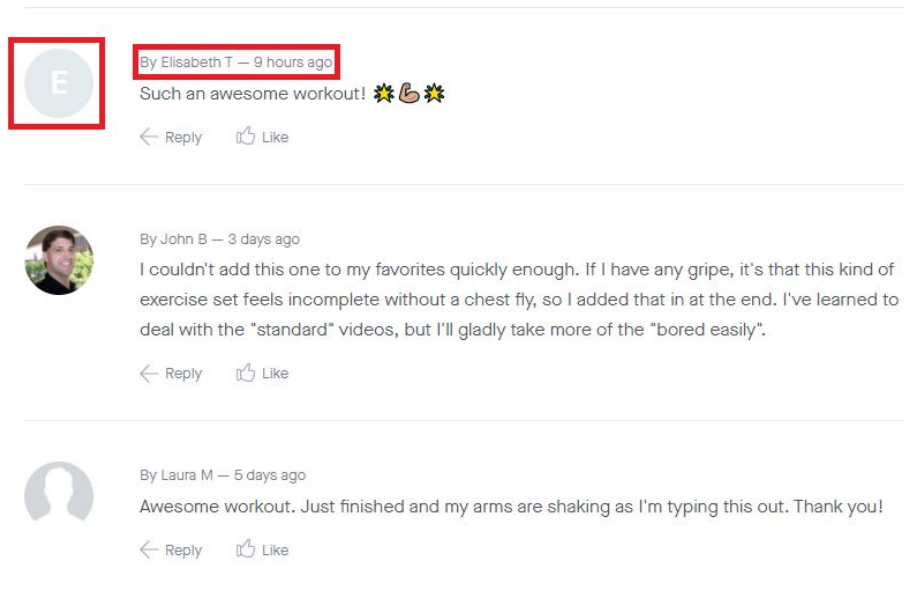 E
By Elisabeth T — 9 hours ago
Such an awesome workout! 🌟💪🏽🌟
Reply Like
By John B — 3 days ago
I couldn't add this one to my favorites quickly enough. If I have any gripe, it's that this kind of
exercise set feels incomplete without a chest fly, so I added that in at the end. I've learned to
deal with the "standard" videos, but I'll gladly take more of the "bored easily".
Reply Like
By Laura M — 5 days ago
Awesome workout. Just finished and my arms are shaking as I'm typing this out. Thank you!
Reply Like